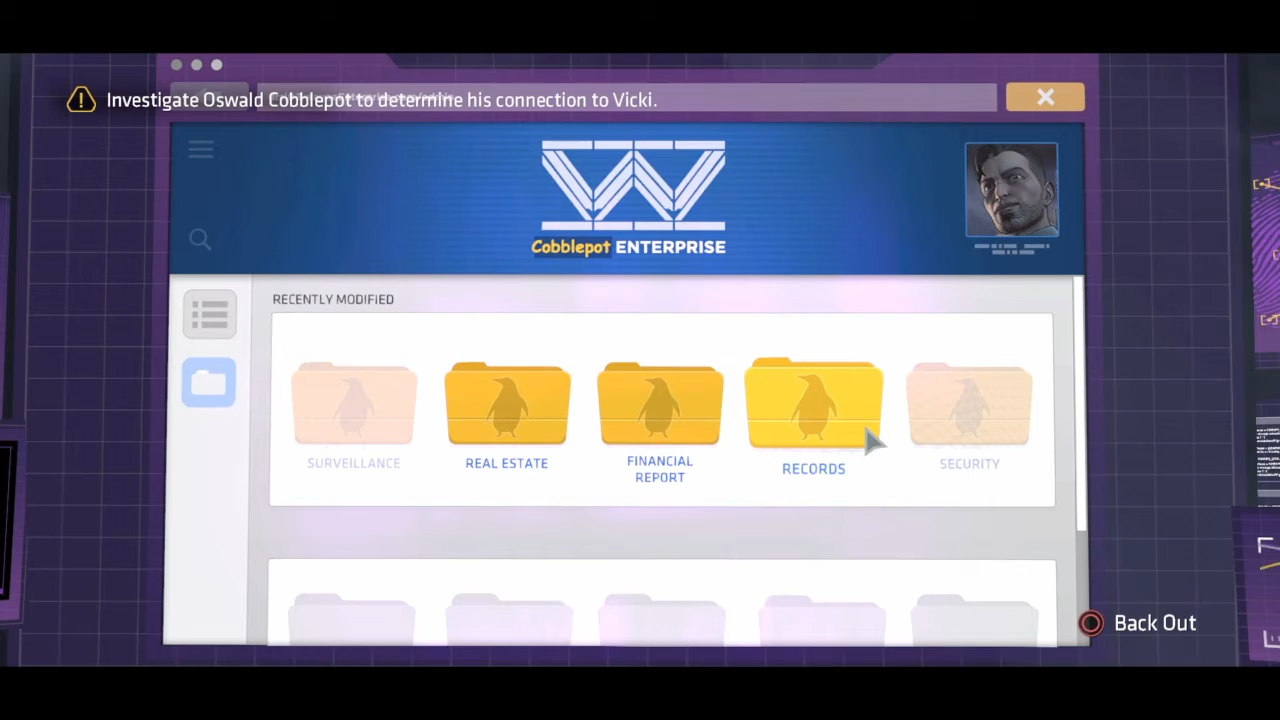 Investigate Oswald Cobblepot to determine his connection to Vicki.
Cobblepot ENTERPRISE
RECENTLY MODIFIED
SURVEILLANCE
REAL ESTATE
FINANCIAL
REPORT
RECORDS
SECURITY
Back Out